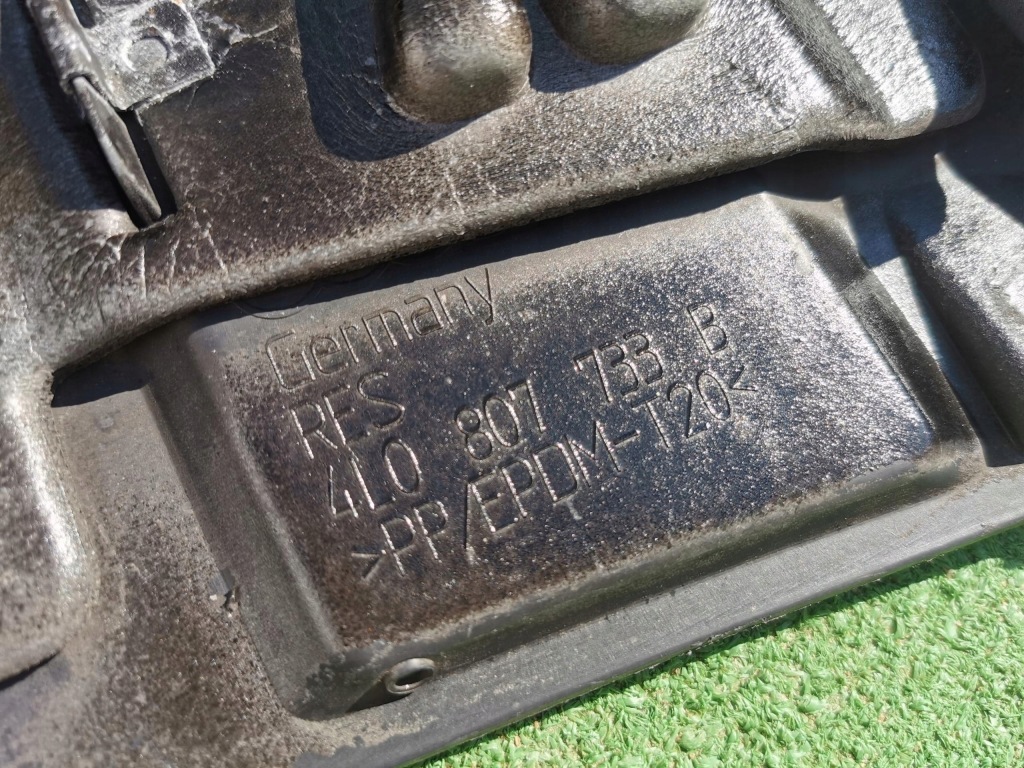 Germany
RES
4L0 807 733 B
>PP/EPDM-T20<